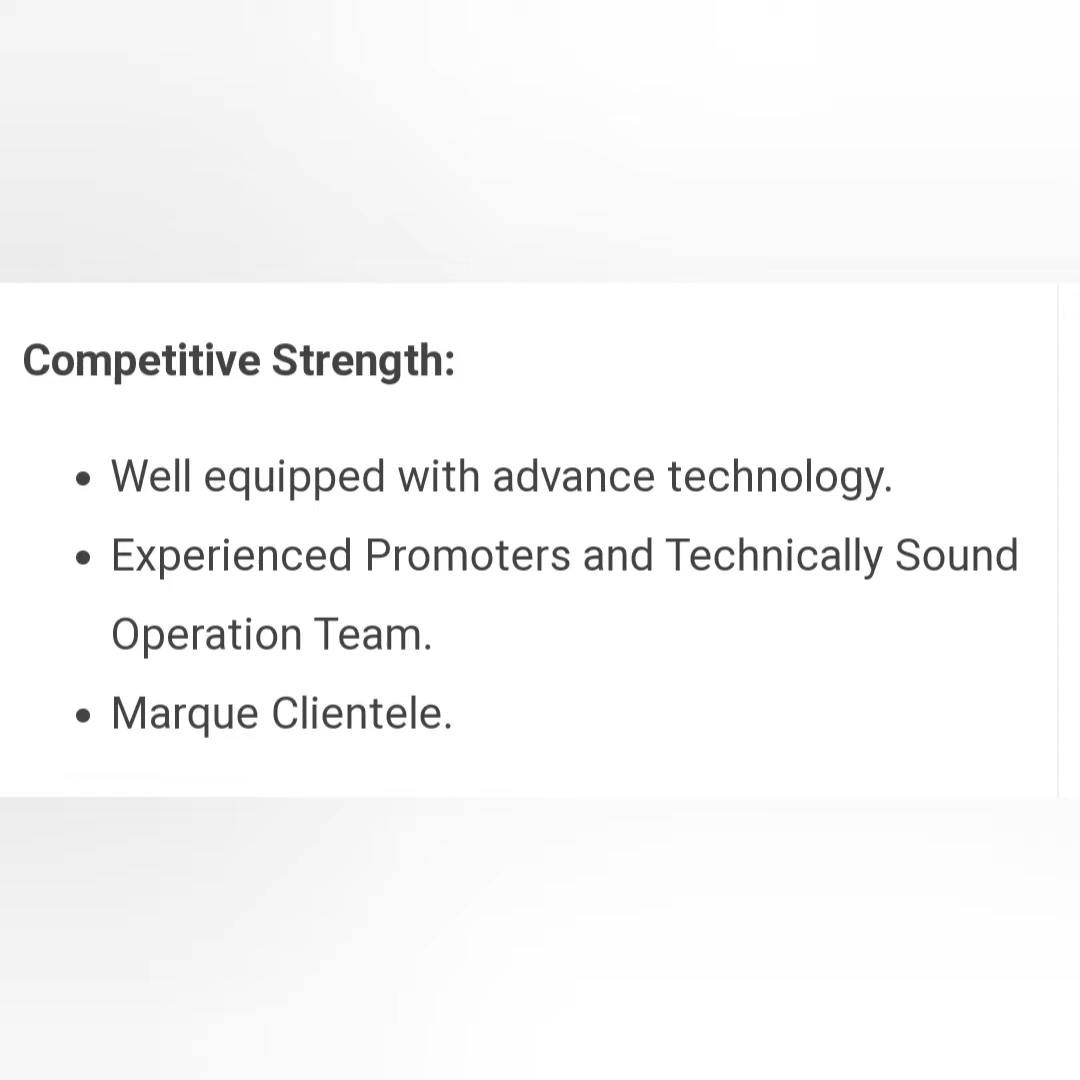 Competitive Strength:
• Well equipped with advance technology.
• Experienced Promoters and Technically Sound
Operation Team.
• Marque Clientele.